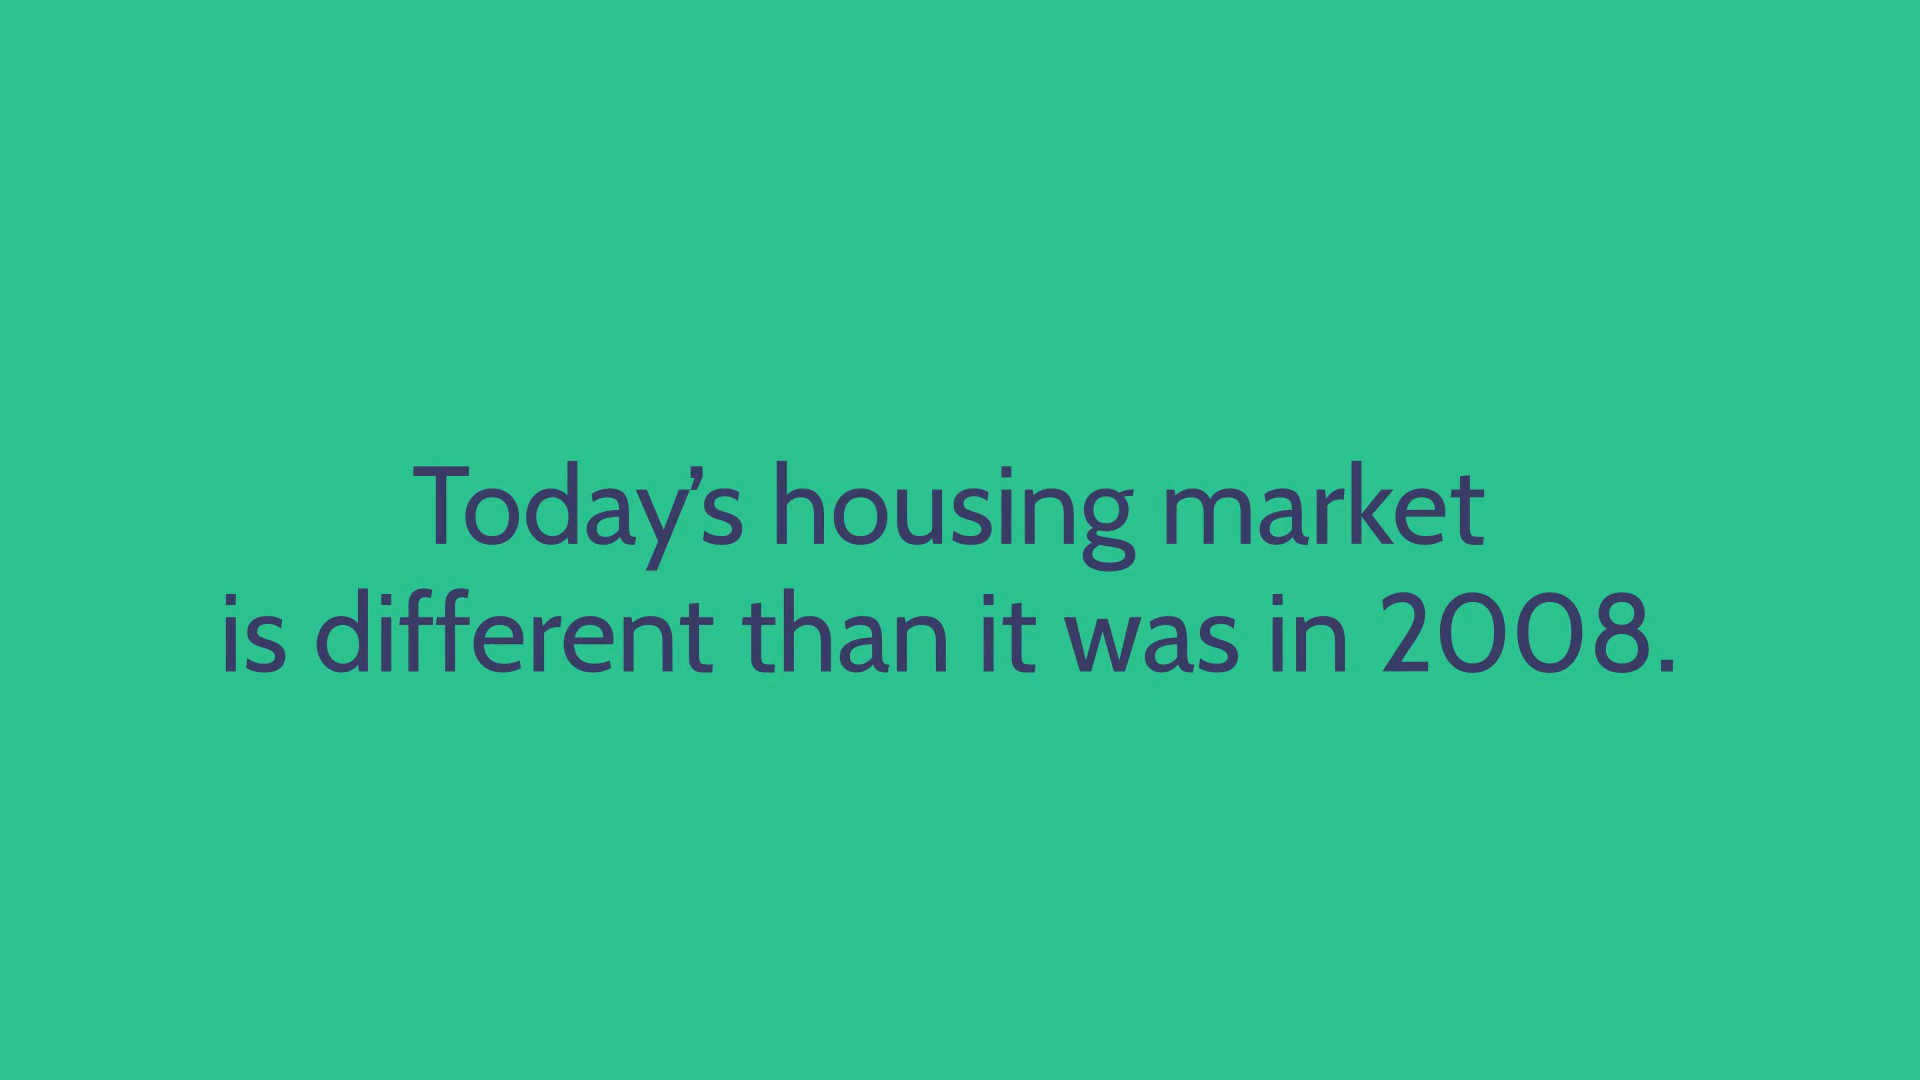 Today’s housing market
is different than it was in 2008.